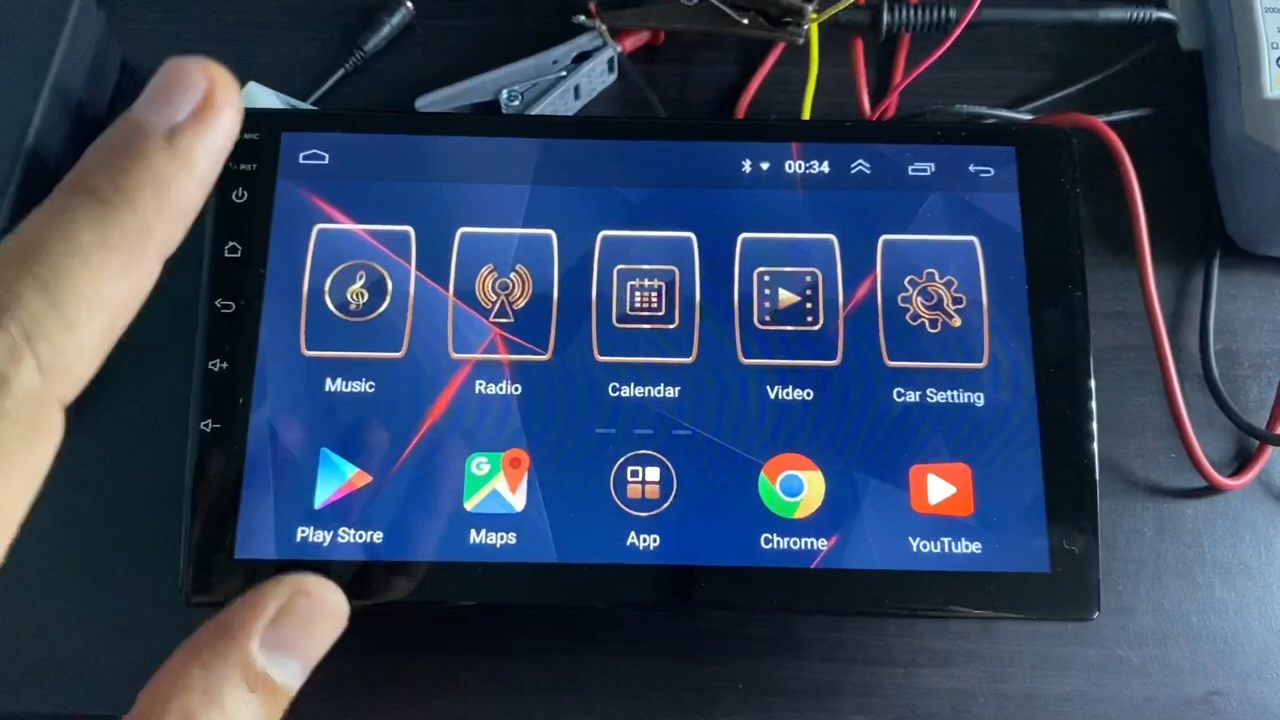 MIC
RST
00:34
Music
Radio
Calendar
Video
Car Setting
G
Play Store
Maps
App
Chrome
YouTube